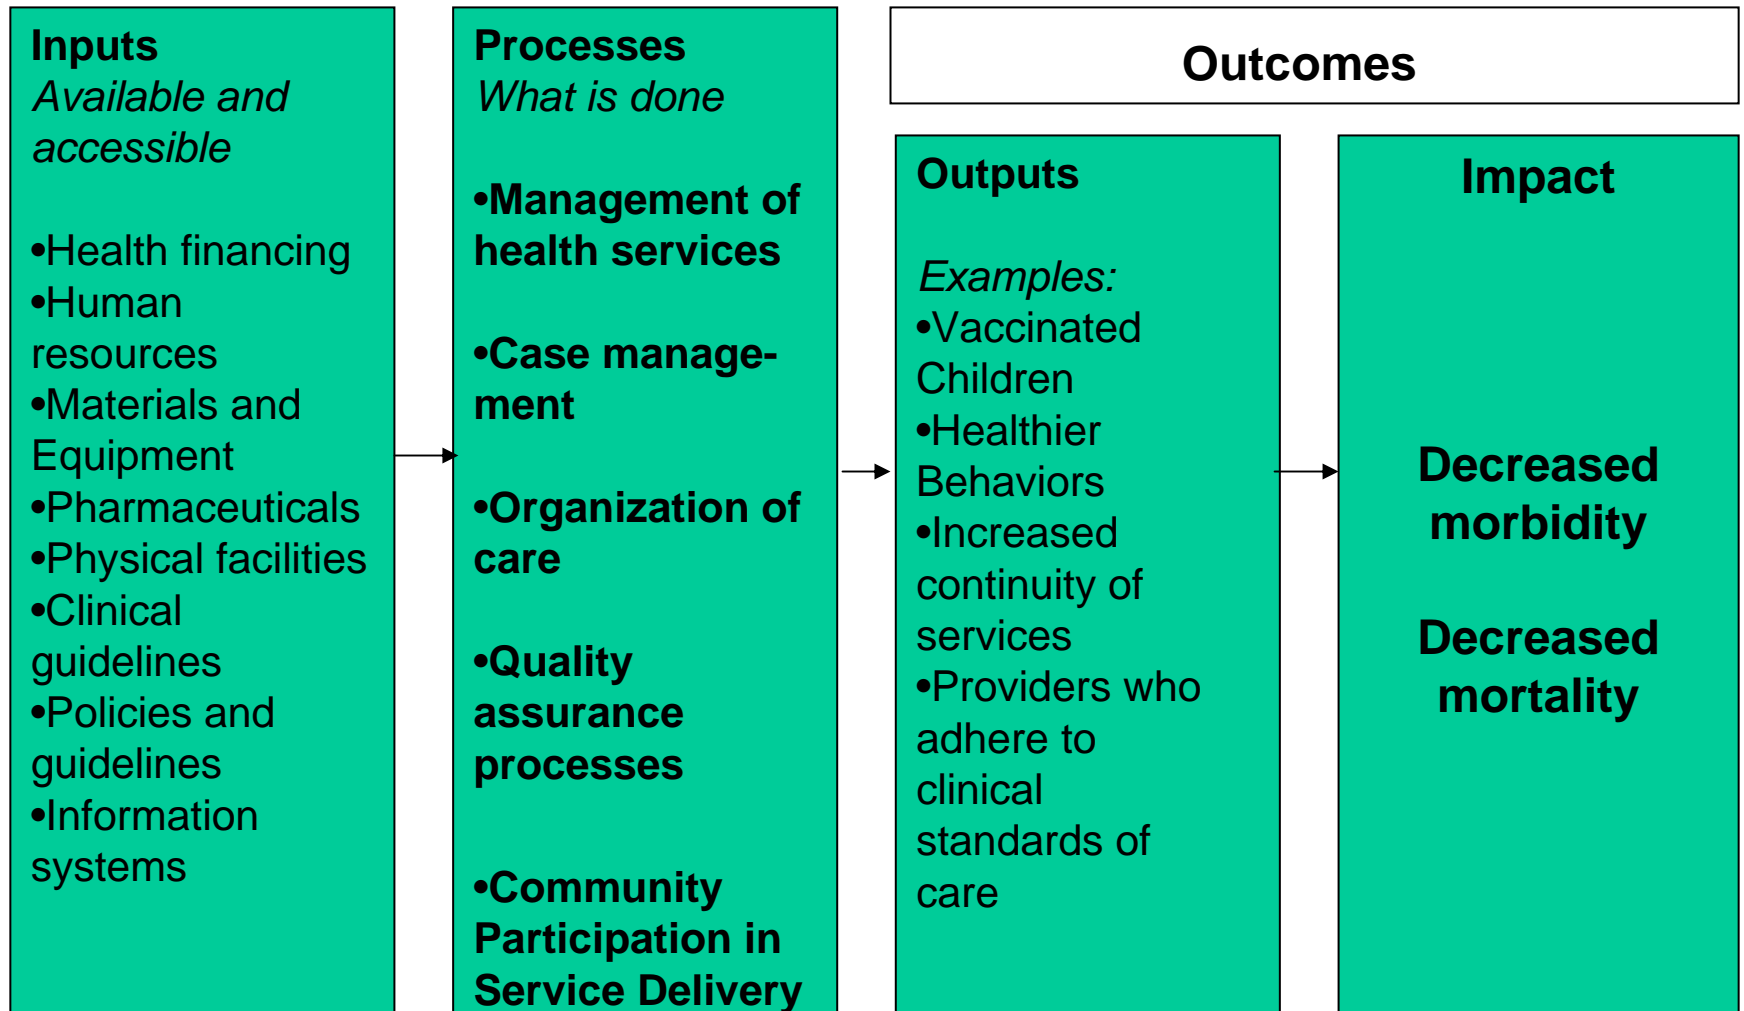 Inputs
Available and
accessible
•Health financing
•Human
resources
•Materials and
Equipment
•Pharmaceuticals
•Physical facilities
•Clinical
guidelines
•Policies and
guidelines
•Information
systems
Processes
What is done
•Management of
health services
•Case manage-
ment
•Organization of
care
•Quality
assurance
processes
•Community
Participation in
Service Delivery
Outcomes
Outputs
Examples:
•Vaccinated
Children
•Healthier
Behaviors
•Increased
continuity of
services
•Providers who
adhere to
clinical
standards of
care
Impact
Decreased
morbidity
Decreased
mortality